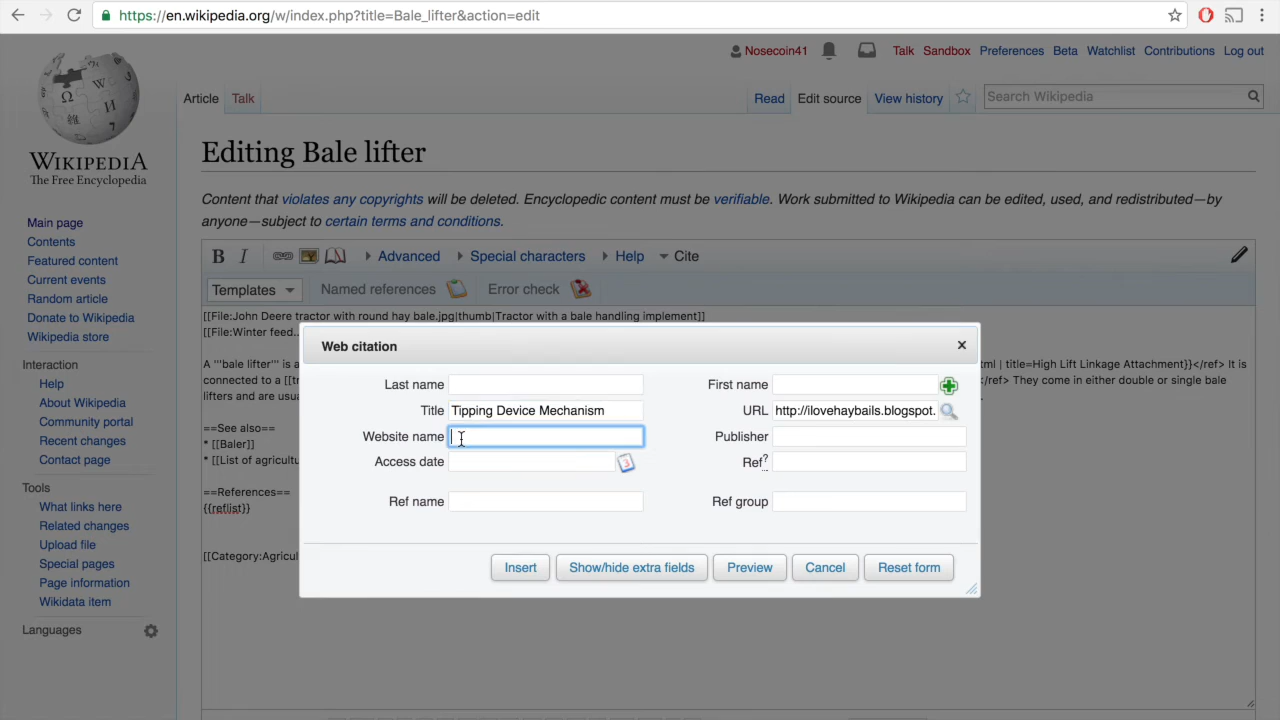 https://en.wikipedia.org/w/index.php?title=Bale_lifter&action=edit
Nosecoin41 Talk Sandbox Preferences Beta Watchlist Contributions Log out
Article Talk Read Edit source View history Search Wikipedia
WIKIPEDIA
The Free Encyclopedia
Main page
Contents
Featured content
Current events
Random article
Donate to Wikipedia
Wikipedia store
Interaction
Help
About Wikipedia
Community portal
Recent changes
Contact page
Tools
What links here
Related changes
Upload file
Special pages
Page information
Wikidata item
Languages
Editing Bale lifter
Content that violates any copyrights will be deleted. Encyclopedic content must be verifiable. Work submitted to Wikipedia can be edited, used, and redistributed—by
anyone—subject to certain terms and conditions.
B I Advanced Special characters Help Cite
Templates Named references Error check
[[File:John Deere tractor with round hay bale.jpg|thumb|Tractor with a bale handling implement]]
[[File:Winter feed..
A '''bale lifter''' is a ml | title=High Lift Linkage Attachment}}</ref> It is
connected to a [[tr </ref> They come in either double or single bale
lifters and are usu
==See also==
* [[Baler]]
* [[List of agricultu
==References==
{{reflist}}
[[Category:Agricul
Web citation
Last name First name
Title Tipping Device Mechanism URL http://ilovehaybails.blogspot.
Website name Publisher
Access date 3 Ref?
Ref name Ref group
Insert Show/hide extra fields Preview Cancel Reset form